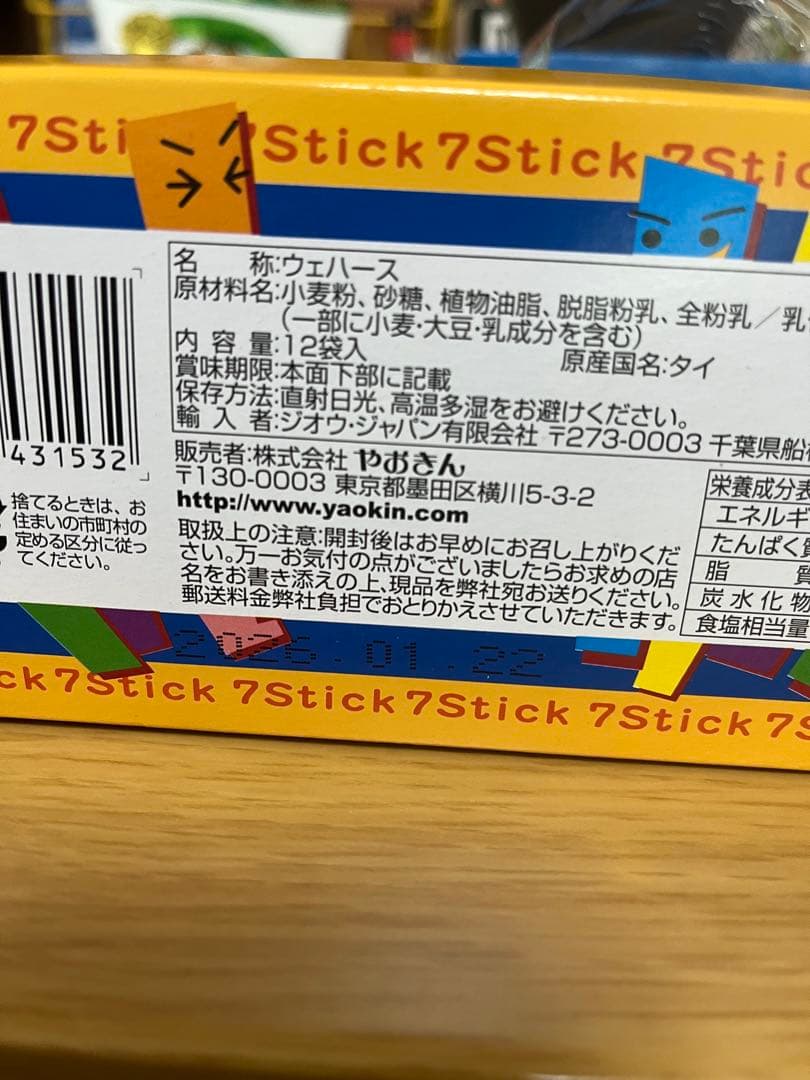 7Sti 7Stick 7Stick 7Stic
名 称:ウェハース
原材料名:小麦粉、砂糖、植物油脂、脱脂粉乳、全粉乳/乳
(一部に小麦・大豆・乳成分を含む)
内 容 量:12袋入 原産国名:タイ
賞味期限:本面下部に記載
保存方法:直射日光、高温多湿をお避けください。
輸 入 者:ジオウ・ジャパン有限会社 〒273-0003 千葉県船
431532
販売者:株式会社 やおきん
〒130-0003 東京都墨田区横川5-3-2
http://www.yaokin.com
取扱上の注意:開封後はお早めにお召し上がりくだ
さい。万一お気付の点がございましたらお求めの店
名をお書き添えの上、現品を弊社宛お送りください。
郵送料金弊社負担でおとりかえさせていただきます。
捨てるときは、お
住まいの市町村の
定める区分に従っ
てください。
栄養成分表
エネルギ
たんぱく質
脂 質
炭水化物
食塩相当量
2026.01.22
ck 7Stick 7Stick 7Stick 7Stick 7S